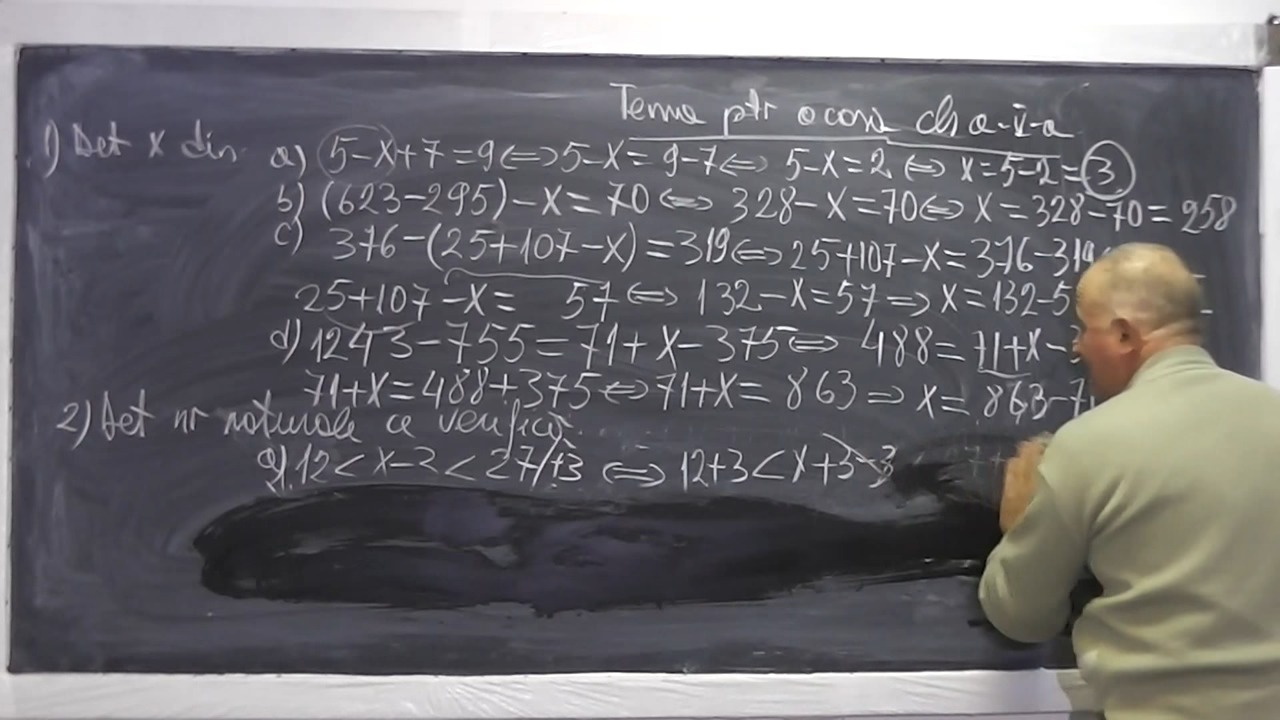 Tema ptr acasă cls a-V-a
1) Det x din a) (5-x)+7=9 ⇔ 5-x=9-7 ⇔ 5-x=2 ⇔ x=5-2=3
b) (623-295)-x=70 ⇔ 328-x=70 ⇔ x=328-70=258
c) 376-(25+107-x)=319 ⇔ 25+107-x=376-319
25+107-x= 57 ⇔ 132-x=57 ⇒ x=132-5
d) 1243-755=71+x-375 ⇔ 488=71+x-3
71+x=488+375 ⇔ 71+x=863 ⇒ x=863-71
2) Det nr naturale ce verifică
a). 12<x-3<27/+3 ⇔ 12+3<x+3-3